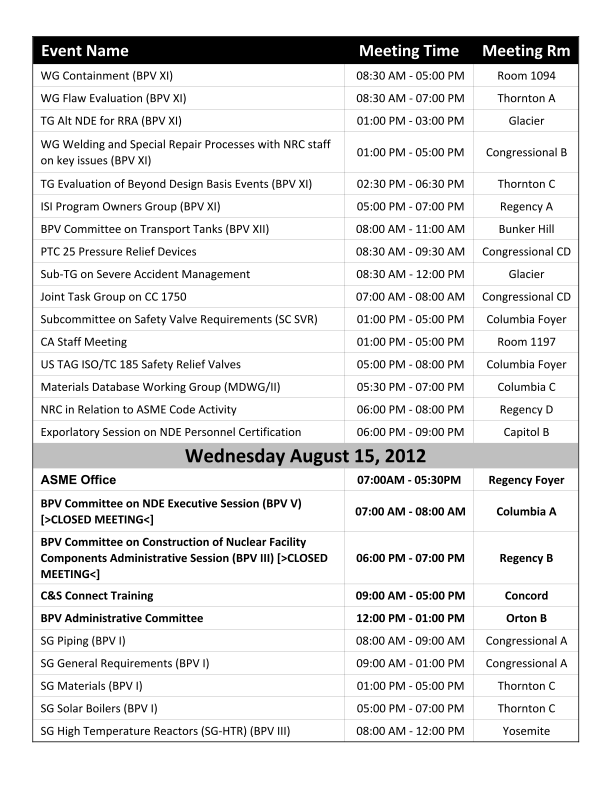 Event Name Meeting Time Meeting Rm
WG Containment (BPV XI) 08:30 AM - 05:00 PM Room 1094
WG Flaw Evaluation (BPV XI) 08:30 AM - 07:00 PM Thornton A
TG Alt NDE for RRA (BPV XI) 01:00 PM - 03:00 PM Glacier
WG Welding and Special Repair Processes with NRC staff
on key issues (BPV XI) 01:00 PM - 05:00 PM Congressional B
TG Evaluation of Beyond Design Basis Events (BPV XI) 02:30 PM - 06:30 PM Thornton C
ISI Program Owners Group (BPV XI) 05:00 PM - 07:00 PM Regency A
BPV Committee on Transport Tanks (BPV XII) 08:00 AM - 11:00 AM Bunker Hill
PTC 25 Pressure Relief Devices 08:30 AM - 09:30 AM Congressional CD
Sub-TG on Severe Accident Management 08:30 AM - 12:00 PM Glacier
Joint Task Group on CC 1750 07:00 AM - 08:00 AM Congressional CD
Subcommittee on Safety Valve Requirements (SC SVR) 01:00 PM - 05:00 PM Columbia Foyer
CA Staff Meeting 01:00 PM - 05:00 PM Room 1197
US TAG ISO/TC 185 Safety Relief Valves 05:00 PM - 08:00 PM Columbia Foyer
Materials Database Working Group (MDWG/II) 05:30 PM - 07:00 PM Columbia C
NRC in Relation to ASME Code Activity 06:00 PM - 08:00 PM Regency D
Exporlatory Session on NDE Personnel Certification 06:00 PM - 09:00 PM Capitol B
Wednesday August 15, 2012
ASME Office 07:00AM - 05:30PM Regency Foyer
BPV Committee on NDE Executive Session (BPV V)
[>CLOSED MEETING<] 07:00 AM - 08:00 AM Columbia A
BPV Committee on Construction of Nuclear Facility
Components Administrative Session (BPV III) [>CLOSED
MEETING<] 06:00 PM - 07:00 PM Regency B
C&S Connect Training 09:00 AM - 05:00 PM Concord
BPV Administrative Committee 12:00 PM - 01:00 PM Orton B
SG Piping (BPV I) 08:00 AM - 09:00 AM Congressional A
SG General Requirements (BPV I) 09:00 AM - 01:00 PM Congressional A
SG Materials (BPV I) 01:00 PM - 05:00 PM Thornton C
SG Solar Boilers (BPV I) 05:00 PM - 07:00 PM Thornton C
SG High Temperature Reactors (SG-HTR) (BPV III) 08:00 AM - 12:00 PM Yosemite